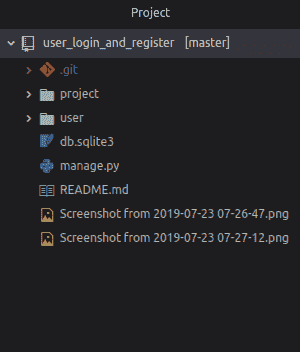 Project
user_login_and_register [master]
.git
project
user
db.sqlite3
manage.py
README.md
Screenshot from 2019-07-23 07-26-47.png
Screenshot from 2019-07-23 07-27-12.png